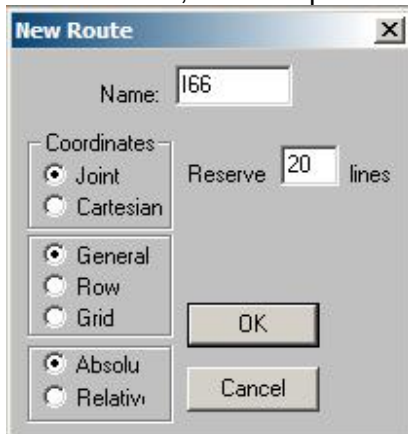 New Route
Name: I66
Coordinates
Joint
Cartesian
Reserve 20 lines
General
Row
Grid
OK
Absolu
Relativ
Cancel